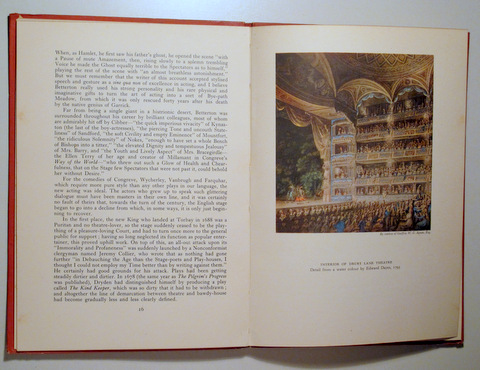 When, as Hamlet, he first saw his father's ghost, he opened the scene "with
a Pause of mute Amazement, then, rising slowly to a solemn trembling
Voice he made the Ghost equally terrible to the Spectators as to himself",
playing the rest of the scene with "an almost breathless astonishment."
But we must remember that the writer of this account accepted stylised
speech and gesture as a sine qua non of excellence in acting, and I believe
Betterton really used his strong personality and his rare physical and
imaginative gifts to turn the art of acting into a sort of Bee-path
Meadow, from which it was only rescued forty years after his death
by the native genius of Garrick.
Far from being a single giant in a histrionic desert, Betterton was
surrounded throughout his career by brilliant colleagues, most of whom
are admirably hit off by Cibber—"the quick imperious vivacity" of Kynas-
ton (last of the boy-actresses), "the piercing Tone and smooth State-
liness" of Sandford, "the soft Civility and empty Eminence" of Mountfort,
"the ridiculous Solemnity" of Nokes, "enough to have set a whole Bench
of Bishops into a titter," "the elevated Dignity and tempestuous Jealousy"
of Mrs. Barry, and "the Youth and Lovely Aspect" of Mrs. Bracegirdle—
the Ellen Terry of her age and creator of Millamant in Congreve's
Way of the World—"who threw out such a Glow of Health and Cheer-
fulness, that on the Stage few Spectators that were not past it, could behold
her without Desire."
For the comedies of Congreve, Wycherley, Vanbrugh and Farquhar,
which require more pure style than any other plays in our language, the
new acting was ideal. The actors who grew up to speak such glittering
dialogue must have been masters in their own line, and it was certainly
no fault of theirs that, towards the turn of the century, the English stage
began to go into a decline from which, in some ways, it is only just begin-
ning to recover.
In the first place, the new King who landed at Torbay in 1688 was a
Puritan and no theatre-lover, so the stage suddenly ceased to be the play-
thing of a pleasure-loving Court, and had to turn once more to the general
public for support; having so long neglected its function as popular enter-
tainer, this proved uphill work. On top of this, an all-out attack upon its
"Immorality and Profaneness" was suddenly launched by a Nonconformist
clergyman named Jeremy Collier, who wrote that as nothing had gone
further "in Debauching the Age than the Stage-poets and Play-houses, I
thought I could not employ my Time better than in writing against them."
He certainly had good grounds for his attack. Plays had been getting
steadily dirtier and dirtier. In 1678 (the same year as The Pilgrim's Progress
was published), Dryden had distinguished himself by producing a play
called The Kind Keeper, which was so dirty that it had to be withdrawn;
and altogether the line of demarcation between theatre and bawdy-house
had become gradually less and less clearly defined.
16
INTERIOR OF DRURY LANE THEATRE
Detail from a water colour by Edward Dayes, 1795